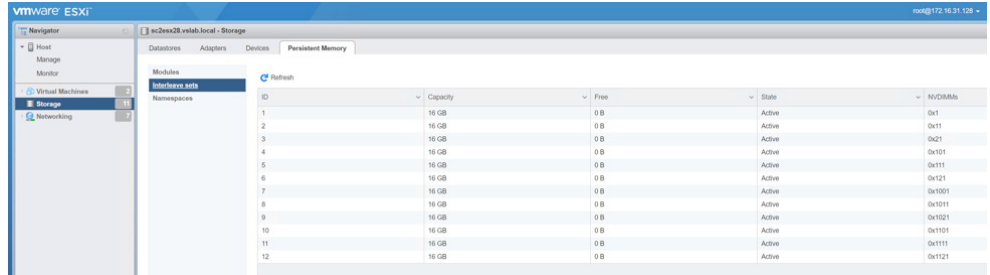 vmware ESXi™
root@172.16.31.128
Navigator
sc2esx28.vslab.local - Storage
Host
Manage
Monitor
Virtual Machines 2
Storage 11
Networking 7
Datastores Adapters Devices Persistent Memory
Modules
Interleave sets
Namespaces
Refresh
ID Capacity Free State NVDIMMs
1 16 GB 0 B Active 0x1
2 16 GB 0 B Active 0x11
3 16 GB 0 B Active 0x21
4 16 GB 0 B Active 0x101
5 16 GB 0 B Active 0x111
6 16 GB 0 B Active 0x121
7 16 GB 0 B Active 0x1001
8 16 GB 0 B Active 0x1011
9 16 GB 0 B Active 0x1021
10 16 GB 0 B Active 0x1101
11 16 GB 0 B Active 0x1111
12 16 GB 0 B Active 0x1121